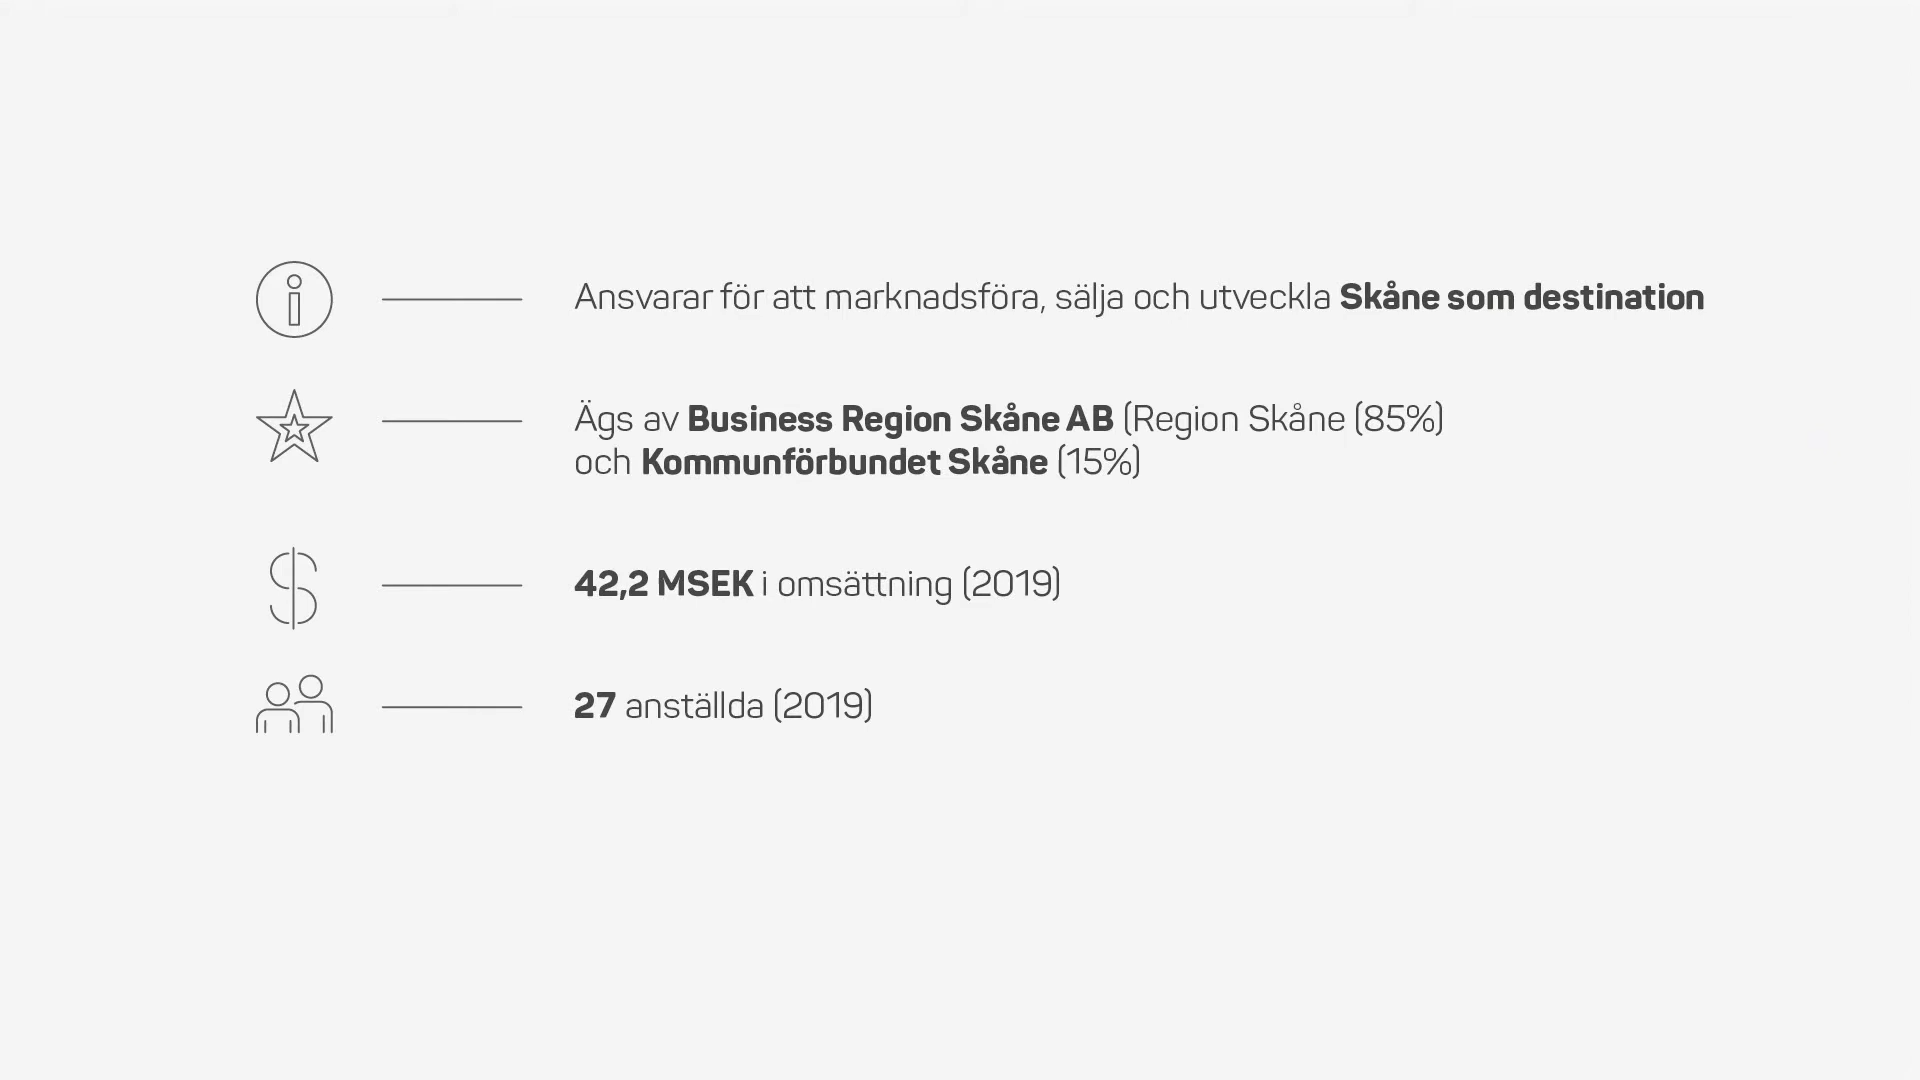 Ansvarar för att marknadsföra, sälja och utveckla Skåne som destination
Ägs av Business Region Skåne AB (Region Skåne (85%)
och Kommunförbundet Skåne (15%)
42,2 MSEK i omsättning (2019)
27 anställda (2019)